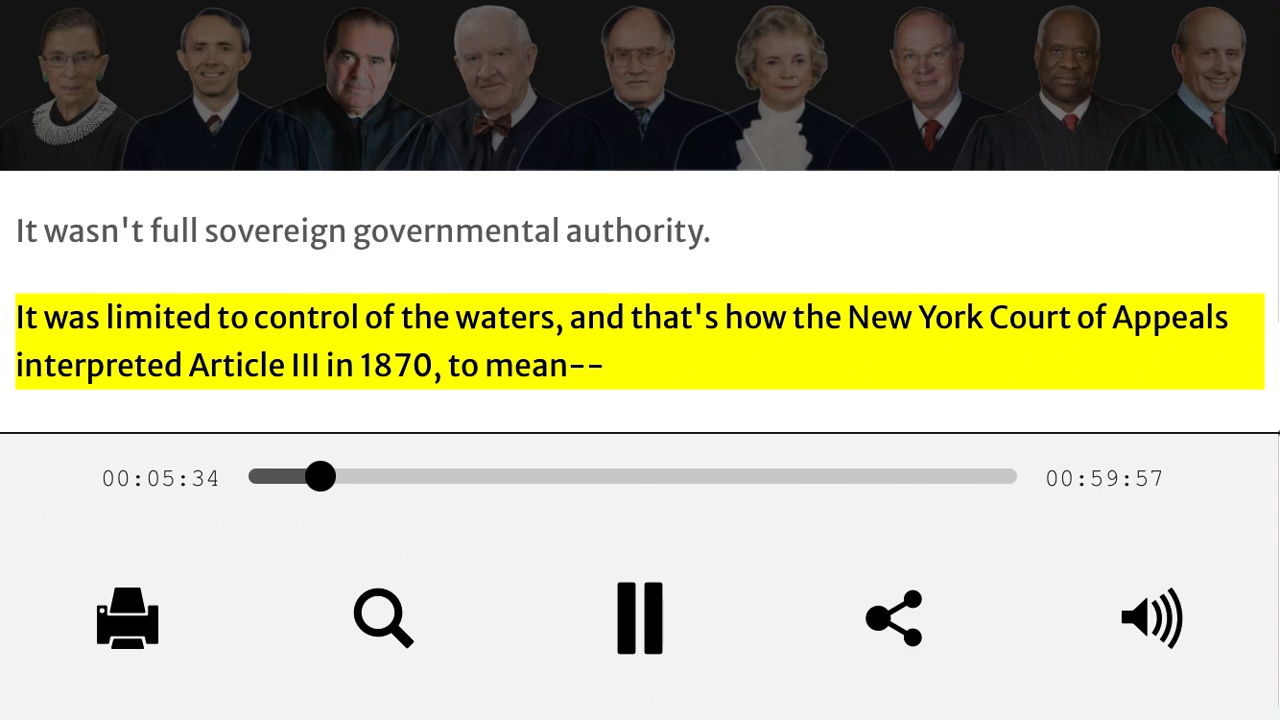 It wasn't full sovereign governmental authority.
It was limited to control of the waters, and that's how the New York Court of Appeals
interpreted Article III in 1870, to mean--
00:05:34
00:59:57